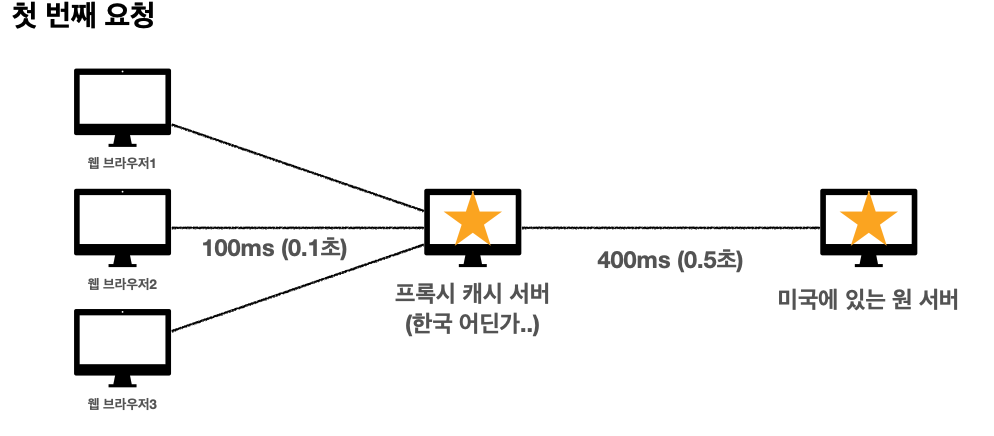 첫 번째 요청
웹 브라우저1
웹 브라우저2
100ms (0.1초)
프록시 캐시 서버
(한국 어딘가..)
400ms (0.5초)
미국에 있는 원 서버
웹 브라우저3